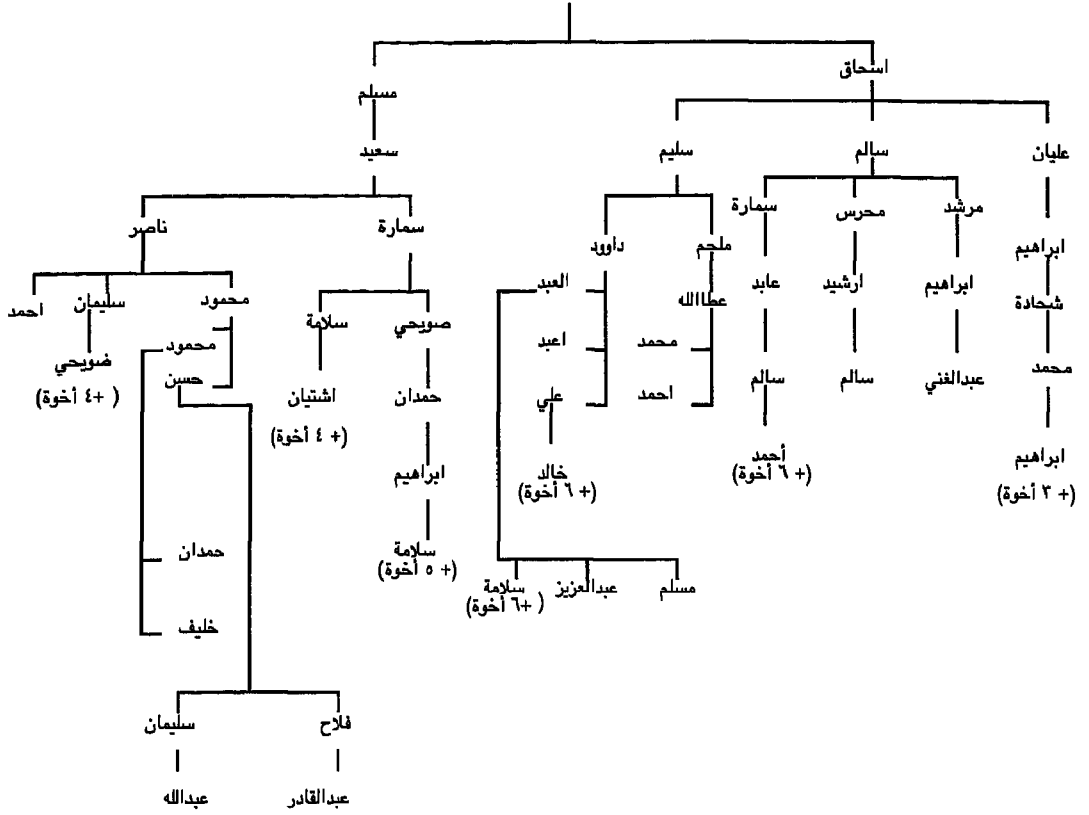 اسحاق
مسلم
عليان
سالم
سليم
سعيد
مرشد
محرس
سمارة
سمارة
ناصر
ابراهيم
ملحم
داوود
ابراهيم
ارشيد
عابد
العبد
شحادة
عطاالله
صويحي
سلامة
محمود
سليمان
احمد
محمد
محمد
اعبد
محمود
ضويحي
(+٤ أخوة)
عبدالغني
سالم
سالم
احمد
علي
حمدان
اشتيان
(+ ٤ أخوة)
حسن
ابراهيم
(+ ٣ أخوة)
أحمد
(+ ٦ أخوة)
خالد
(+ ٦ أخوة)
ابراهيم
سلامة
(+ ٥ أخوة)
حمدان
مسلم
عبدالعزيز
سلامة
(+٦ أخوة)
خليف
فلاح
سليمان
عبدالقادر
عبدالله